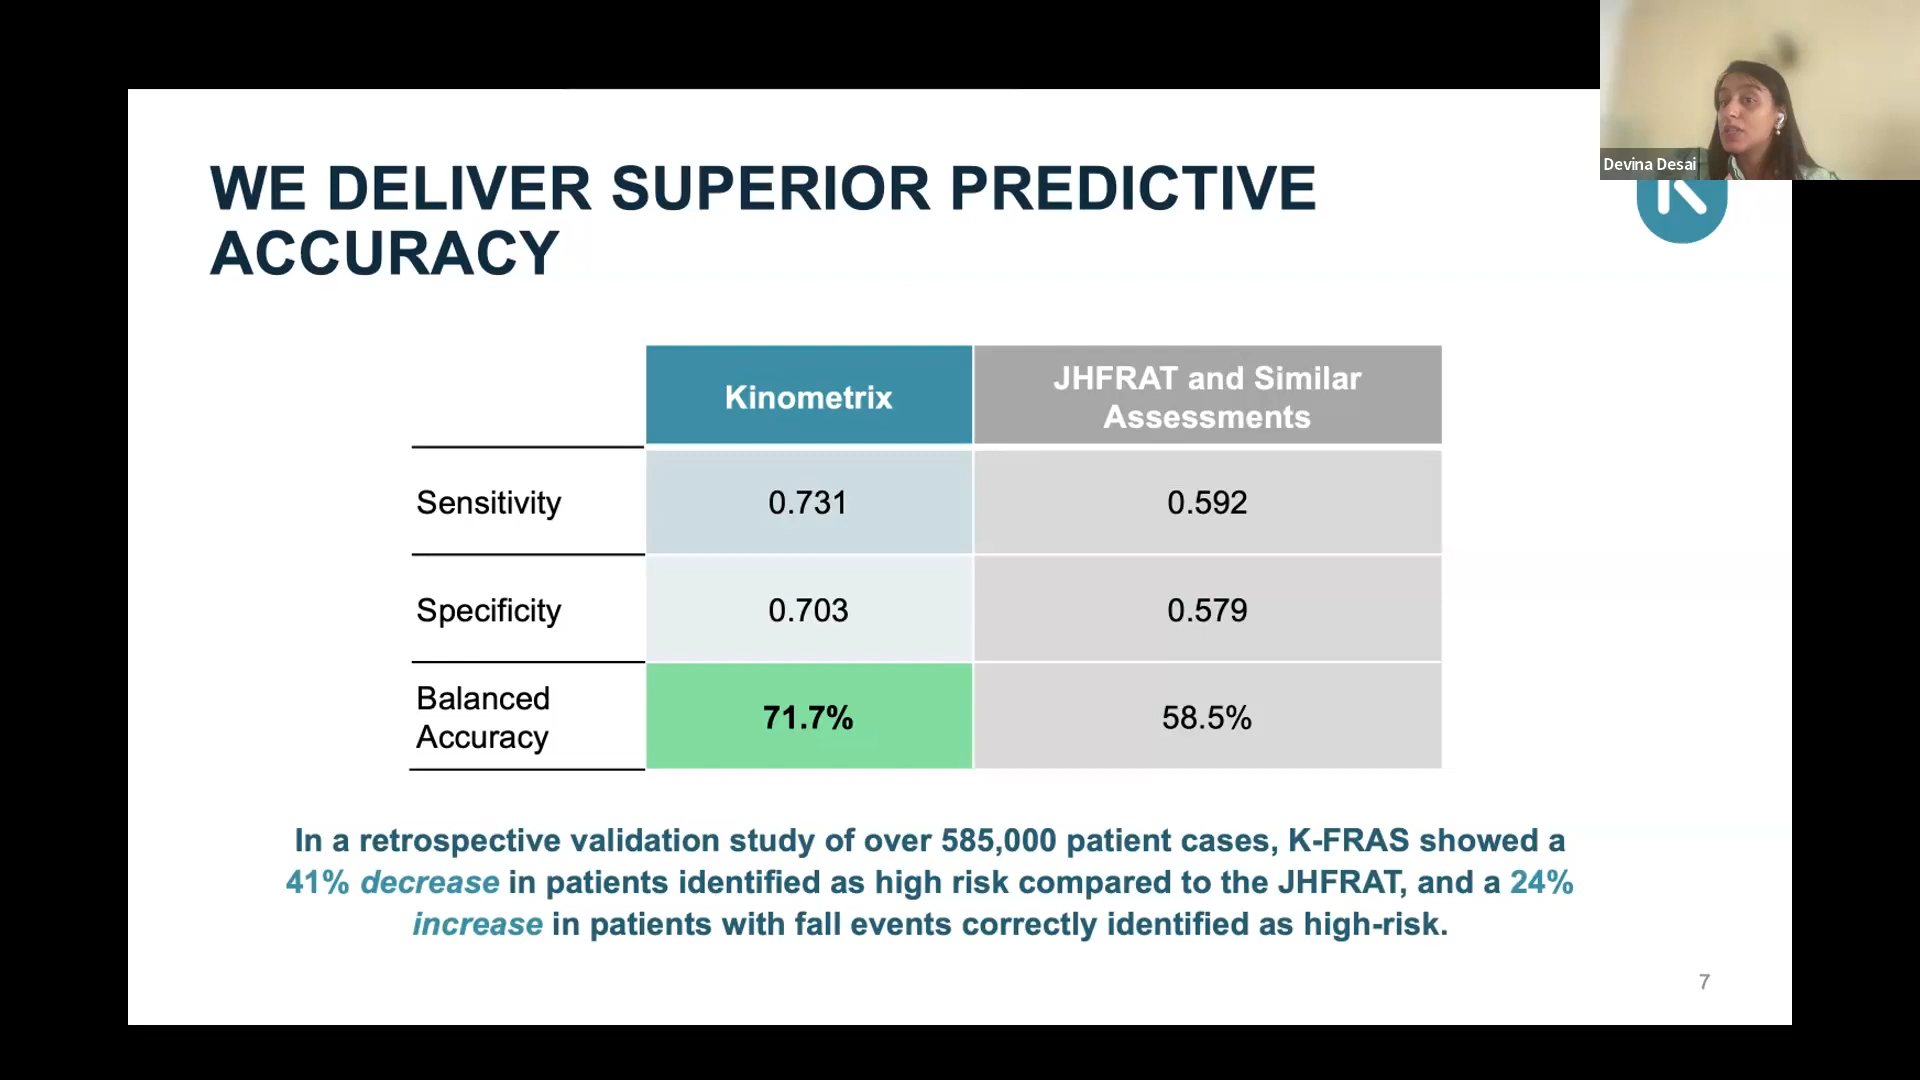 Devina Desai
WE DELIVER SUPERIOR PREDICTIVE
ACCURACY
Kinometrix
JHFRAT and Similar
Assessments
Sensitivity
0.731
0.592
Specificity
0.703
0.579
Balanced
Accuracy
71.7%
58.5%
In a retrospective validation study of over 585,000 patient cases, K-FRAS showed a
41% decrease in patients identified as high risk compared to the JHFRAT, and a 24%
increase in patients with fall events correctly identified as high-risk.
7